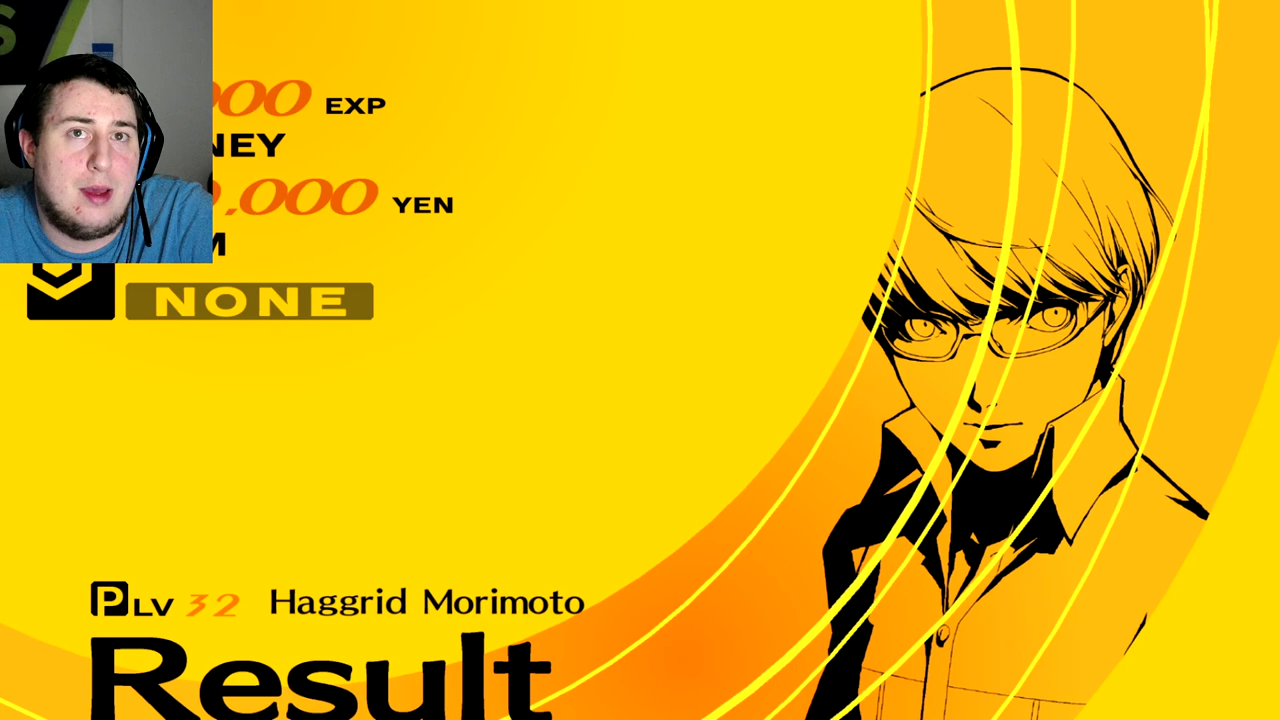 000 EXP
NEY
,000 YEN
M
NONE
P LV 32 Haggrid Morimoto
Result